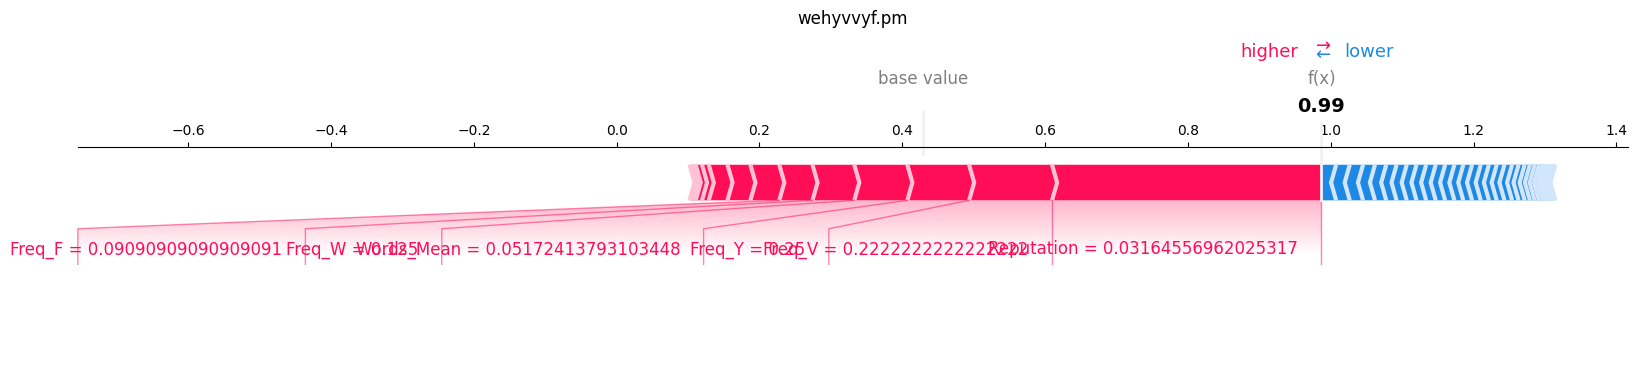 wehyvvyf.pm
higher ⇄ lower
base value
f(x)
0.99
−0.6 −0.4 −0.2 0.0 0.2 0.4 0.6 0.8 1.0 1.2 1.4
Freq_F = 0.09090909090909091 Freq_W = 0.125 Words_Mean = 0.05172413793103448 Freq_Y = 0.25 Freq_V = 0.2222222222222222 Reputation = 0.03164556962025317